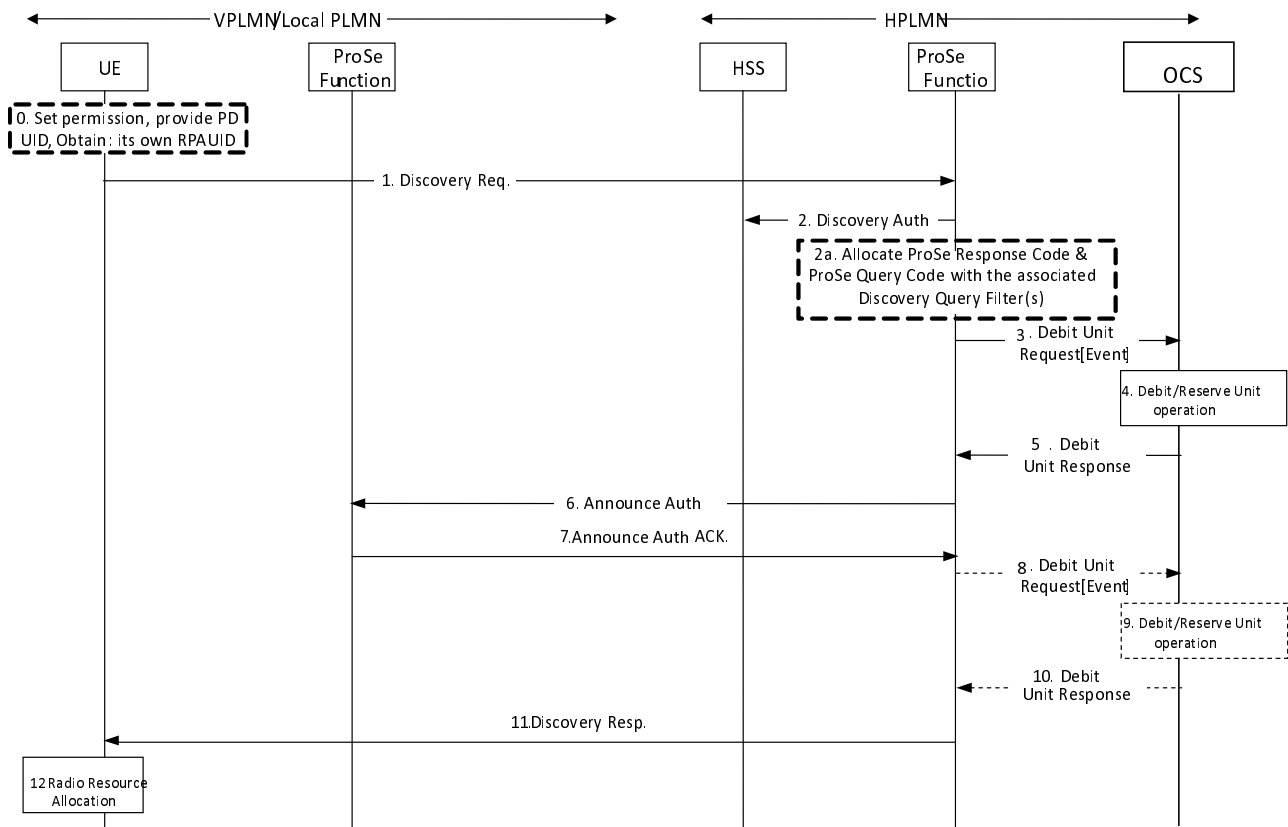 VPLMN/Local PLMN
HPLMN
UE
ProSe
Function
HSS
ProSe
Functio
OCS
0. Set permission, provide PD
UID, Obtain: its own RPAUID
1. Discovery Req.
2. Discovery Auth
2a. Allocate ProSe Response Code &
ProSe Query Code with the associated
Discovery Query Filter(s)
3. Debit Unit
Request[Event]
4. Debit/Reserve Unit
operation
5 . Debit
Unit Response
6. Announce Auth
7.Announce Auth ACK.
8. Debit Unit
Request[Event]
9. Debit/Reserve Unit
operation
10. Debit
Unit Response
11.Discovery Resp.
12 Radio Resource
Allocation